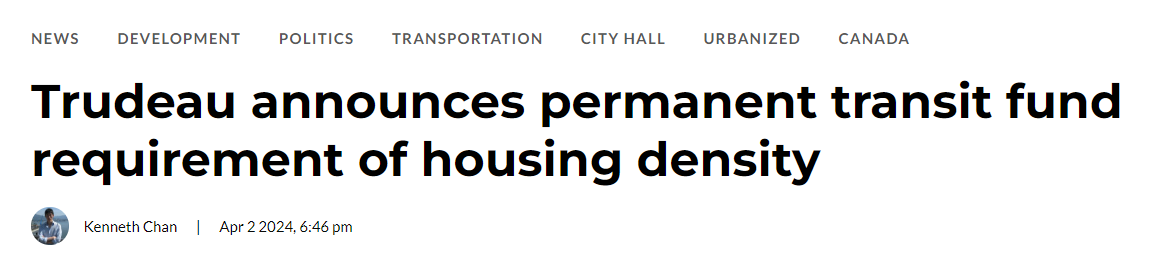 NEWS DEVELOPMENT POLITICS TRANSPORTATION CITY HALL URBANIZED CANADA
Trudeau announces permanent transit fund
requirement of housing density
Kenneth Chan | Apr 2 2024, 6:46 pm